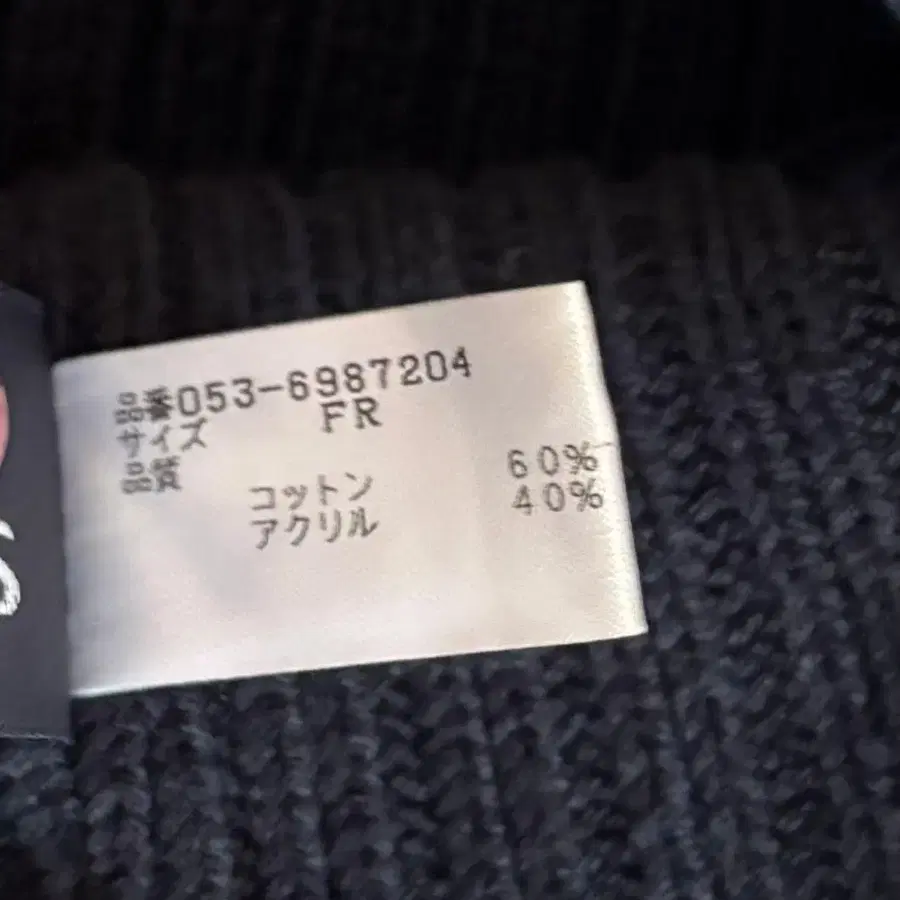 品番053-6987204
サイズ FR
品質
コットン 60%
アクリル 40%